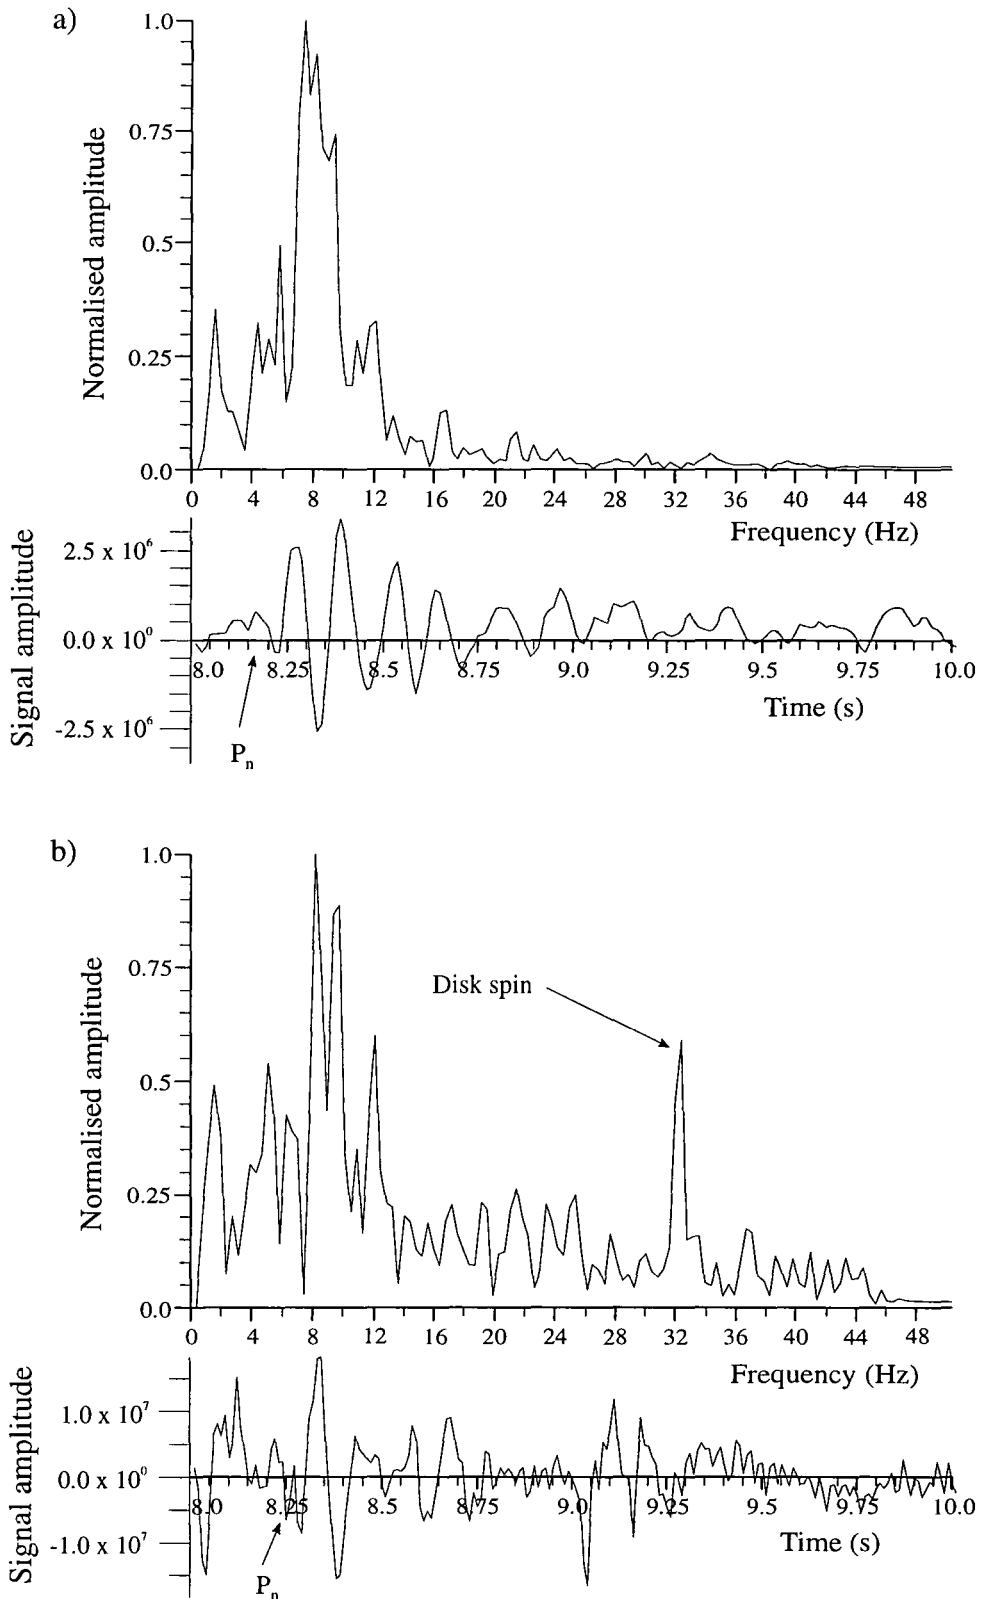 a)
1.0
0.75
0.5
0.25
0.0
Normalised amplitude
0 4 8 12 16 20 24 28 32 36 40 44 48
Frequency (Hz)
2.5 x 10⁶
0.0 x 10⁰
-2.5 x 10⁶
Signal amplitude
8.0 8.25 8.5 8.75 9.0 9.25 9.5 9.75 10.0
Time (s)
Pₙ
b)
1.0
0.75
0.5
0.25
0.0
Normalised amplitude
Disk spin
0 4 8 12 16 20 24 28 32 36 40 44 48
Frequency (Hz)
1.0 x 10⁷
0.0 x 10⁰
-1.0 x 10⁷
Signal amplitude
8.0 8.25 8.5 8.75 9.0 9.25 9.5 9.75 10.0
Time (s)
Pₙ